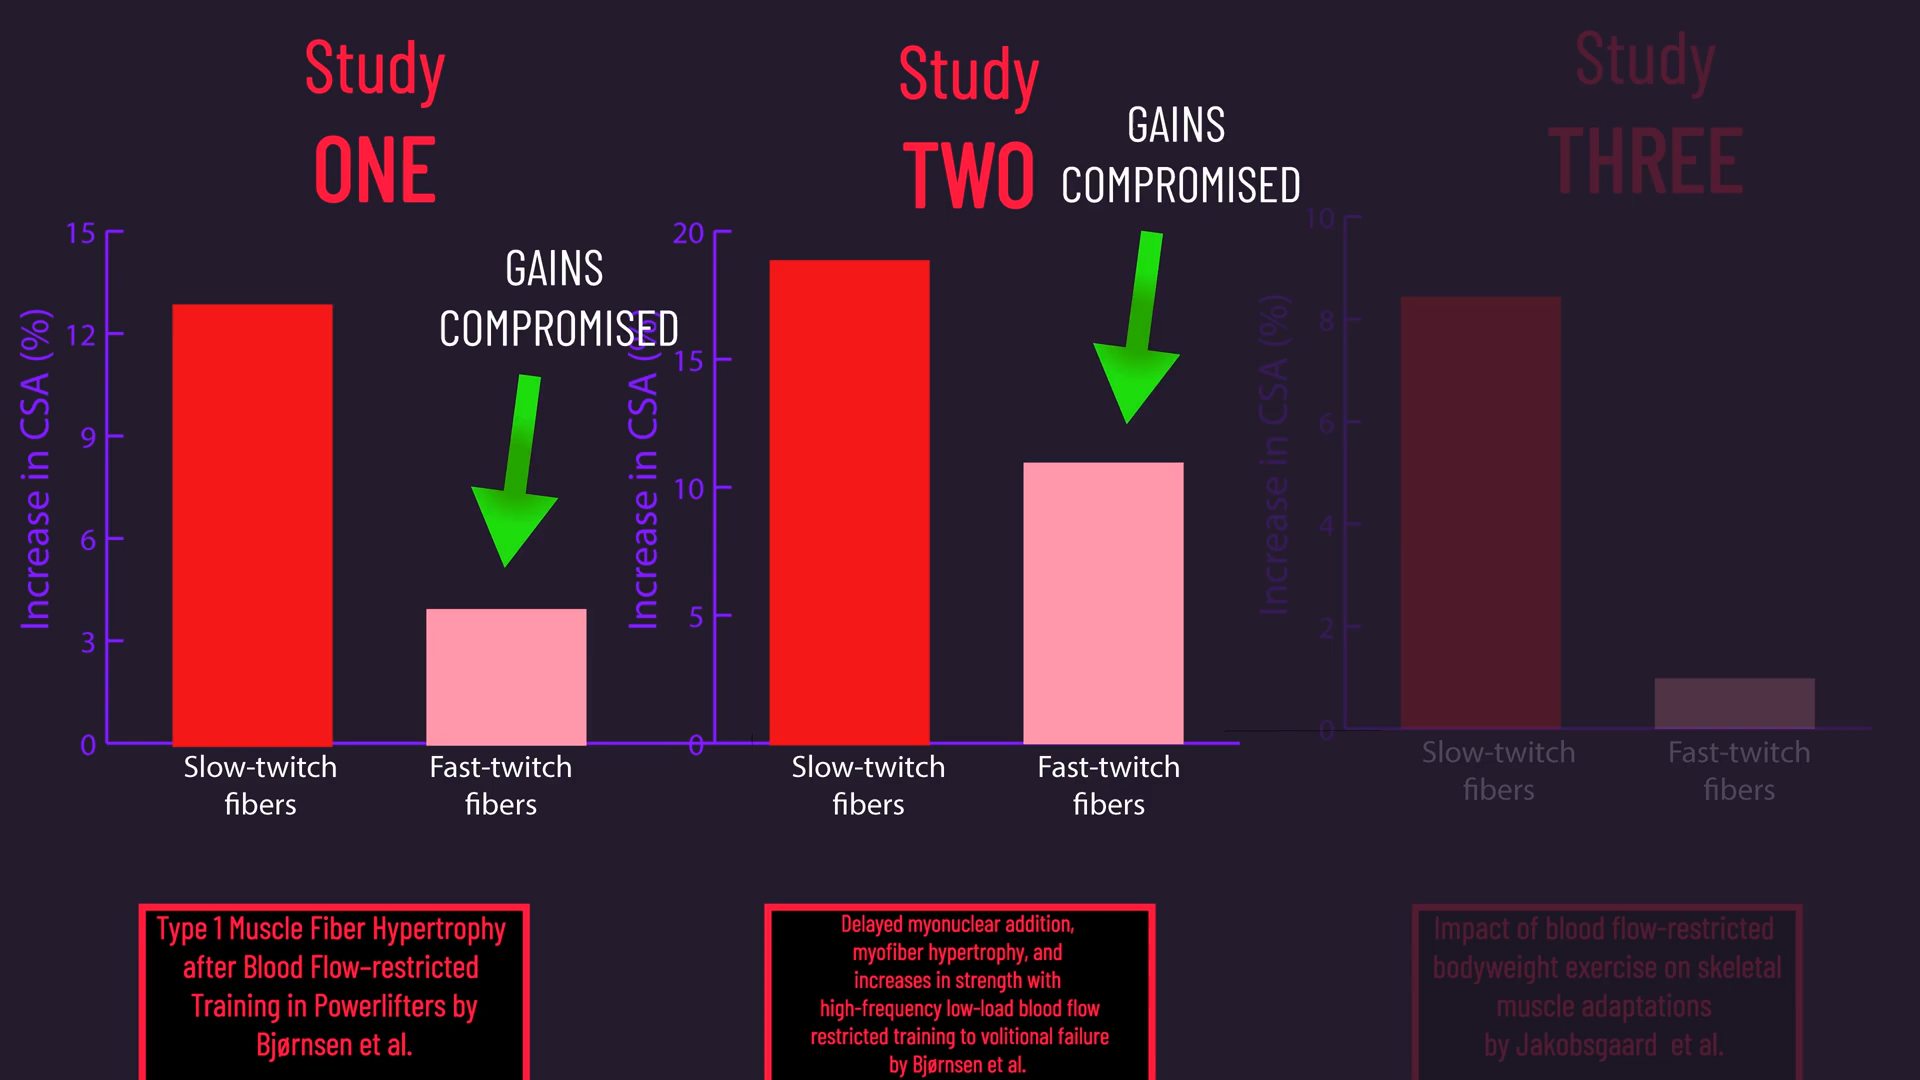 Study
ONE
GAINS
COMPROMISED
Increase in CSA (%)
15
12
9
6
3
0
Slow-twitch
fibers
Fast-twitch
fibers
Type 1 Muscle Fiber Hypertrophy
after Blood Flow-restricted
Training in Powerlifters by
Bjørnsen et al.
Study
TWO
GAINS
COMPROMISED
Increase in CSA (%)
20
15
10
5
0
Slow-twitch
fibers
Fast-twitch
fibers
Delayed myonuclear addition,
myofiber hypertrophy, and
increases in strength with
high-frequency low-load blood flow
restricted training to volitional failure
by Bjørnsen et al.
Study
THREE
Increase in CSA (%)
10
8
6
4
2
0
Slow-twitch
fibers
Fast-twitch
fibers
Impact of blood flow-restricted
bodyweight exercise on skeletal
muscle adaptations
by Jakobsgaard et al.